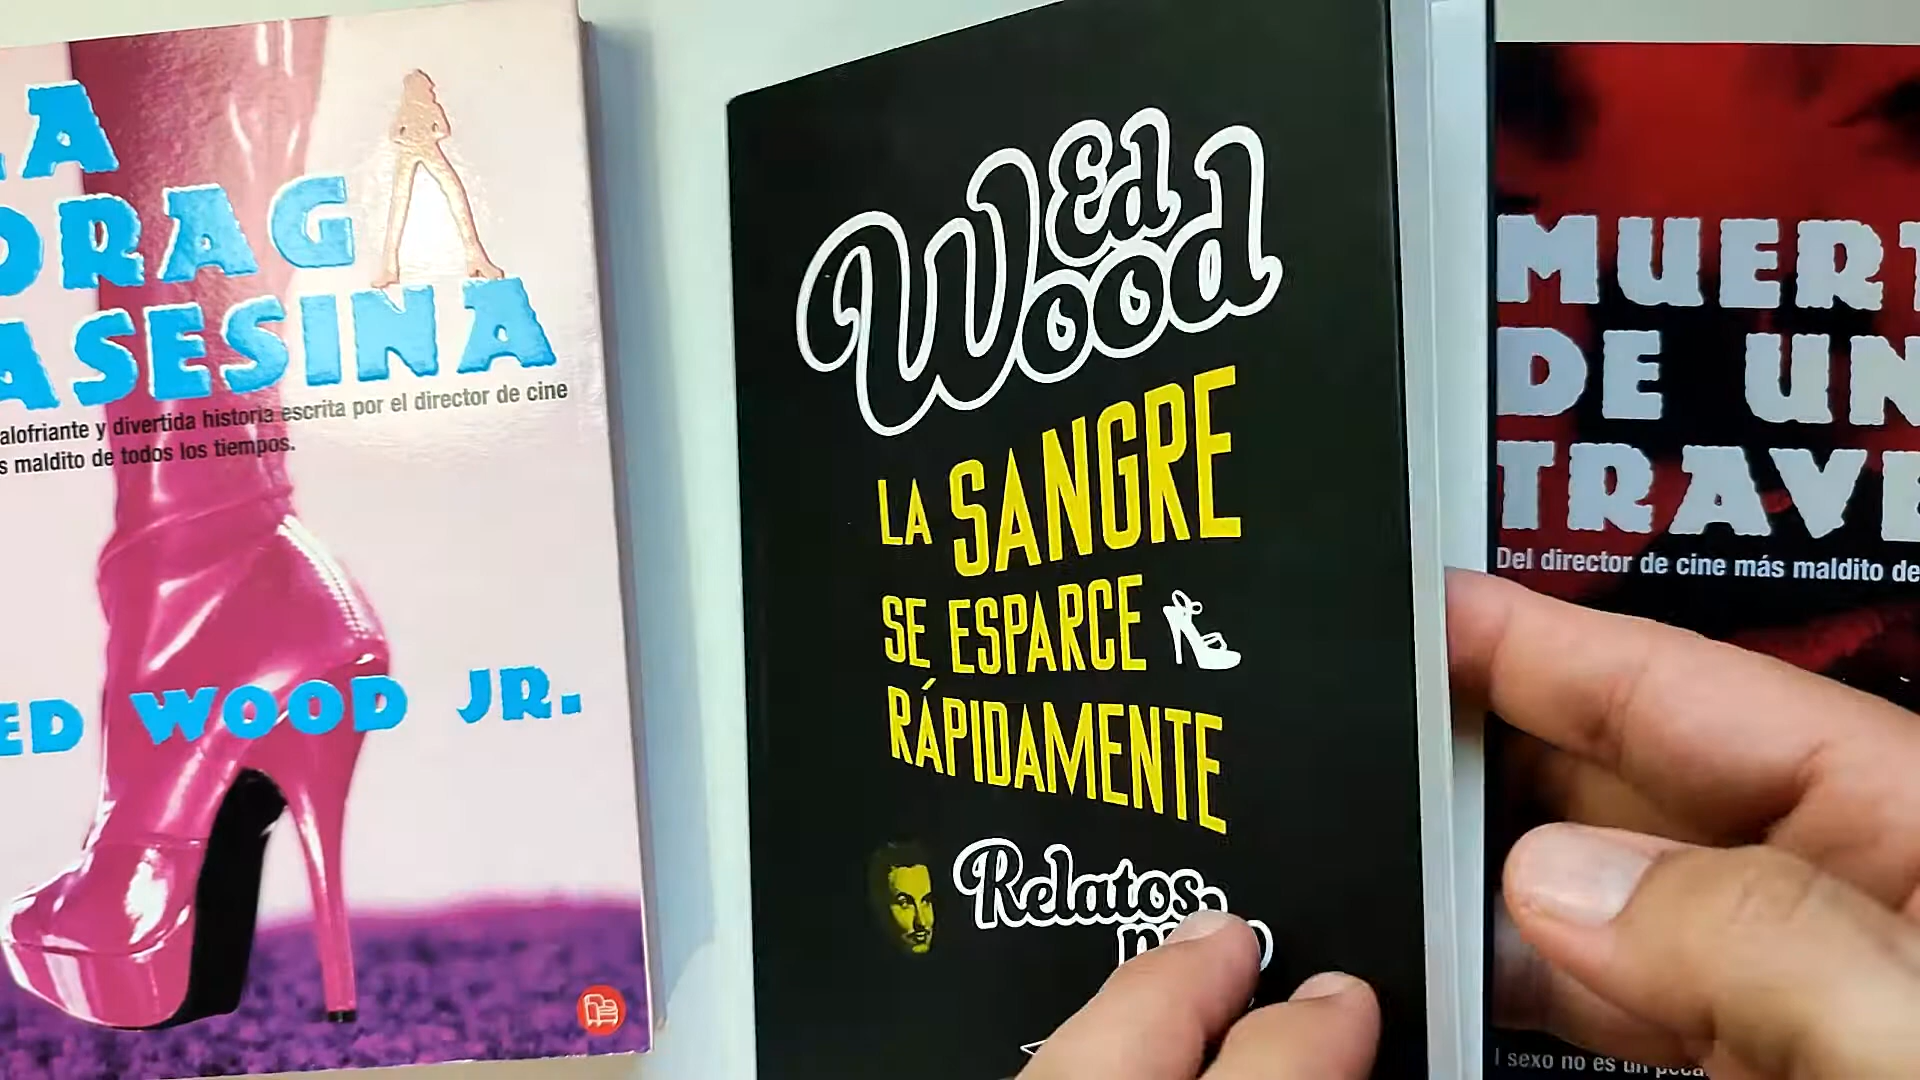 LA
DRAG
ASESINA
alofriante y divertida historia escrita por el director de cine
s maldito de todos los tiempos.
ED WOOD JR.
Ed
Wood
LA SANGRE
SE ESPARCE
RÁPIDAMENTE
Relatos
MUERT
DE UN
TRAVE
Del director de cine más maldito de
l sexo no es un